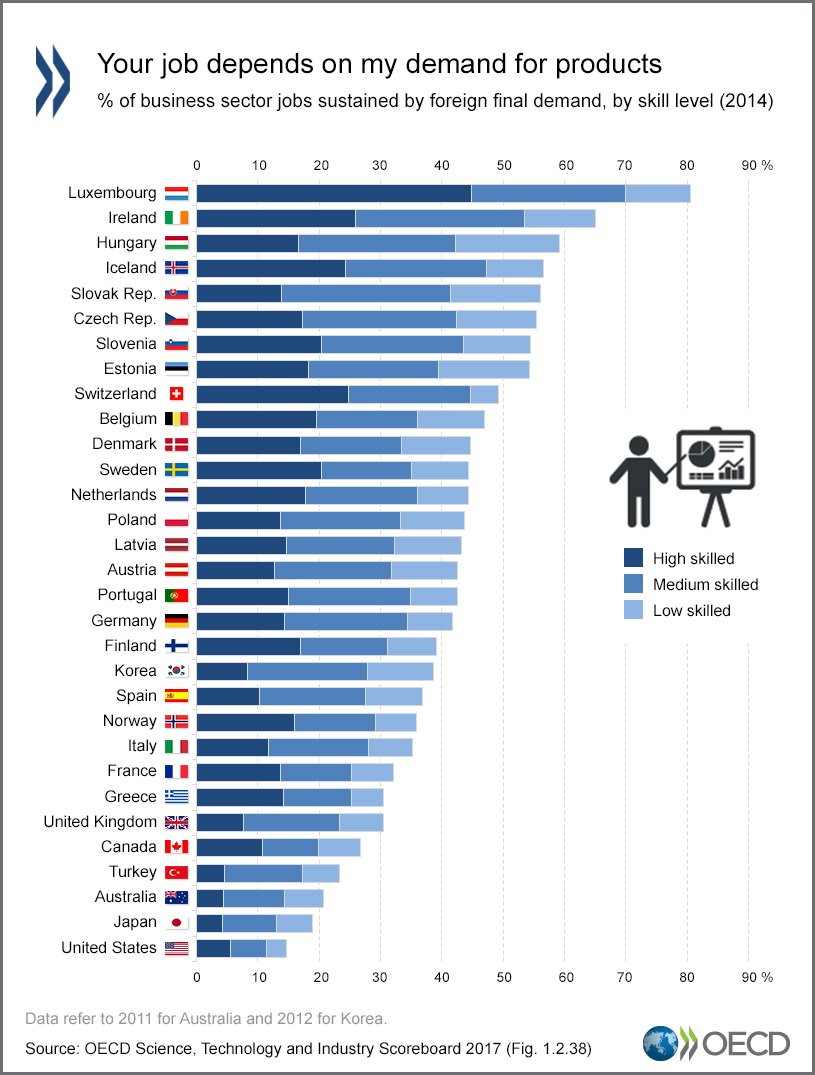 Your job depends on my demand for products
% of business sector jobs sustained by foreign final demand, by skill level (2014)
0 10 20 30 40 50 60 70 80 90 %
Luxembourg
Ireland
Hungary
Iceland
Slovak Rep.
Czech Rep.
Slovenia
Estonia
Switzerland
Belgium
Denmark
Sweden
Netherlands
Poland
Latvia
Austria
Portugal
Germany
Finland
Korea
Spain
Norway
Italy
France
Greece
United Kingdom
Canada
Turkey
Australia
Japan
United States
High skilled
Medium skilled
Low skilled
0 10 20 30 40 50 60 70 80 90 %
Data refer to 2011 for Australia and 2012 for Korea.
Source: OECD Science, Technology and Industry Scoreboard 2017 (Fig. 1.2.38)
OECD